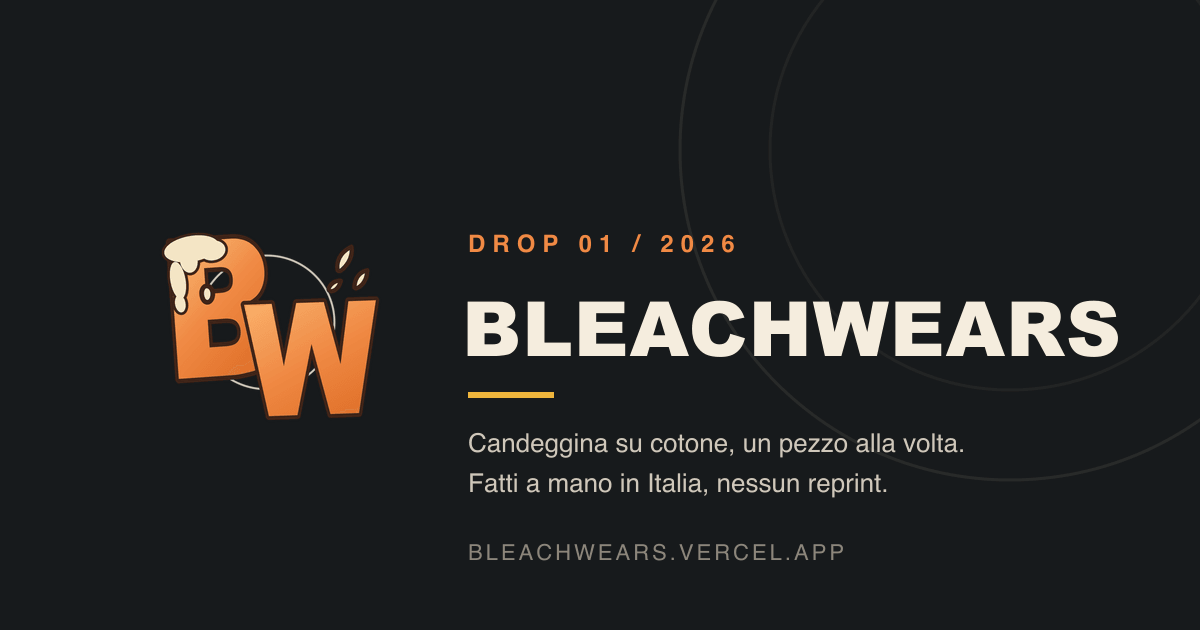 BW
DROP 01 / 2026
BLEACHWEARS
Candeggina su cotone, un pezzo alla volta.
Fatti a mano in Italia, nessun reprint.
BLEACHWEARS.VERCEL.APP